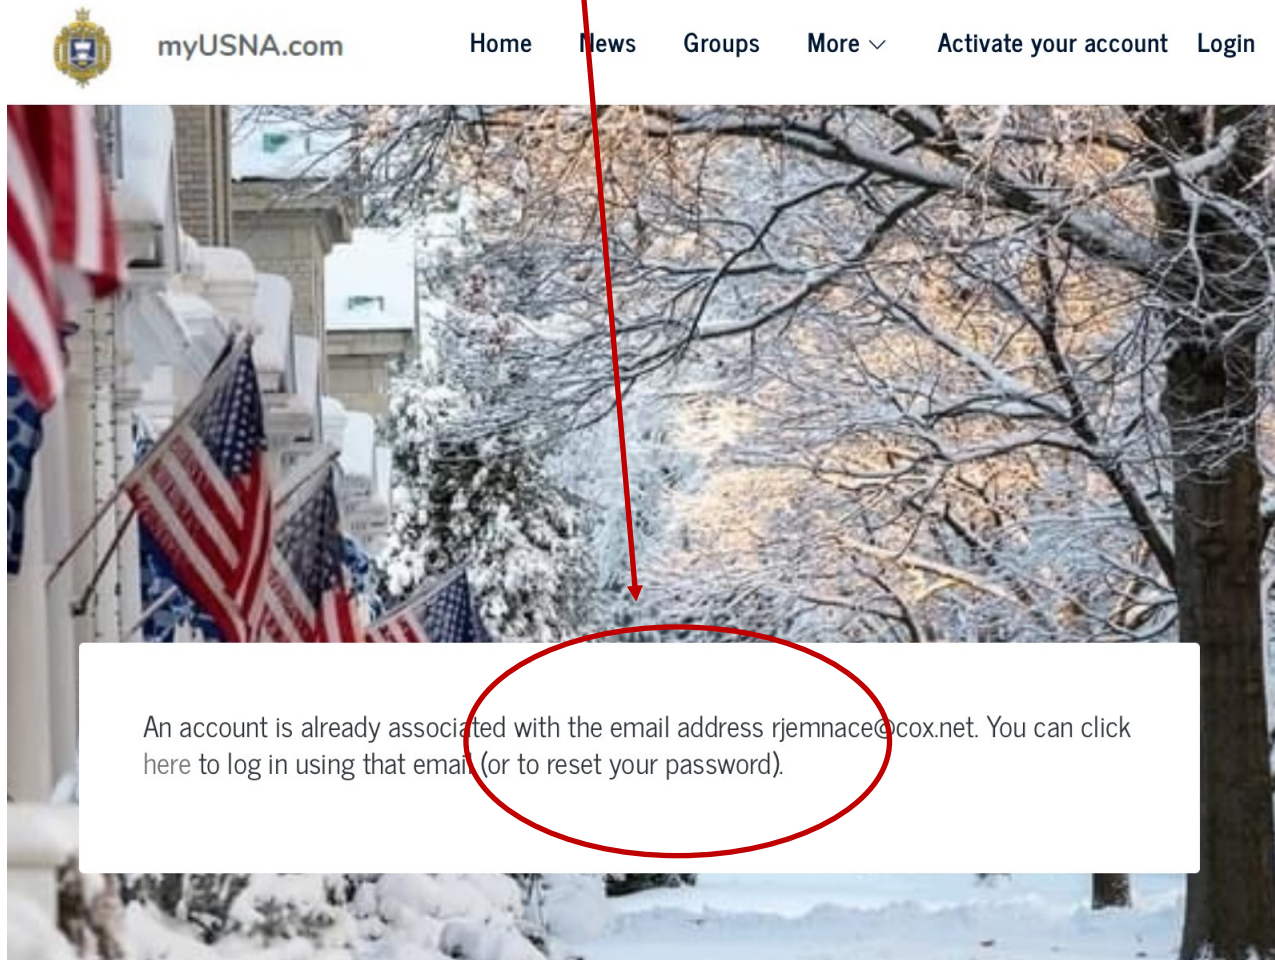 myUSNA.com Home News Groups More Activate your account Login
An account is already associated with the email address rjemnace@cox.net. You can click
here to log in using that email (or to reset your password).